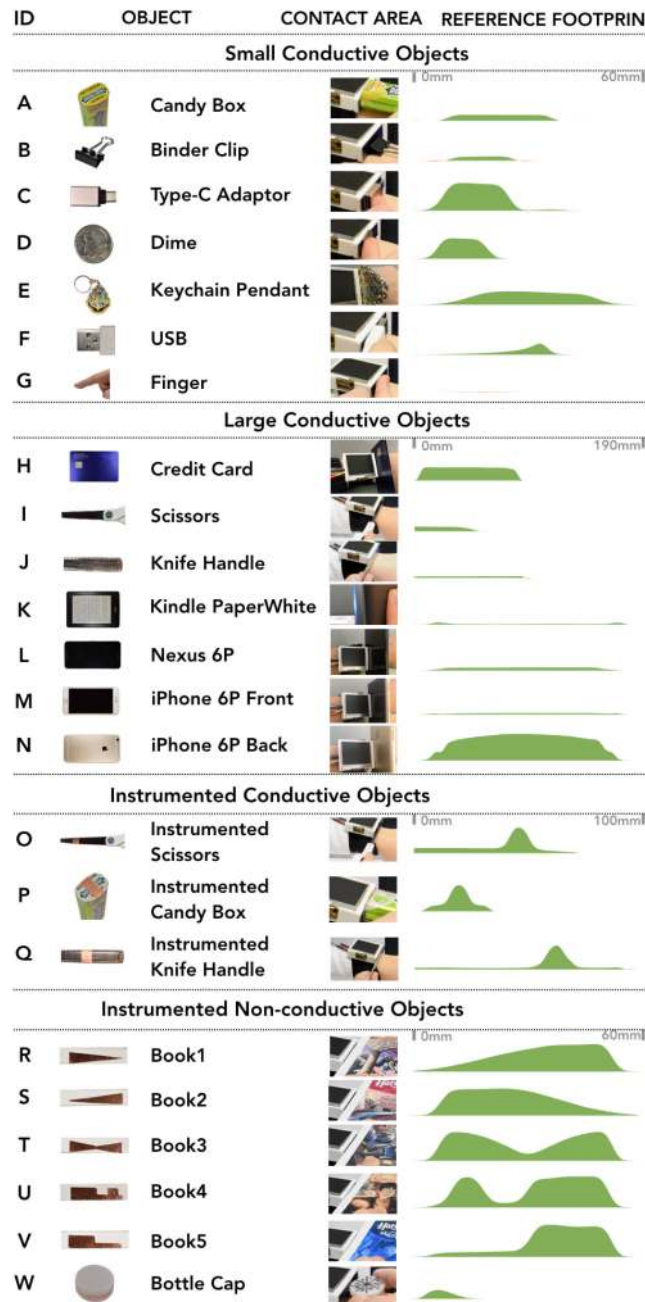 ID OBJECT CONTACT AREA REFERENCE FOOTPRIN
Small Conductive Objects
0mm 60mm
A Candy Box
B Binder Clip
C Type-C Adaptor
D Dime
E Keychain Pendant
F USB
G Finger
Large Conductive Objects
0mm 190mm
H Credit Card
I Scissors
J Knife Handle
K Kindle PaperWhite
L Nexus 6P
M iPhone 6P Front
N iPhone 6P Back
Instrumented Conductive Objects
0mm 100mm
O Instrumented
Scissors
P Instrumented
Candy Box
Q Instrumented
Knife Handle
Instrumented Non-conductive Objects
0mm 60mm
R Book1
S Book2
T Book3
U Book4
V Book5
W Bottle Cap